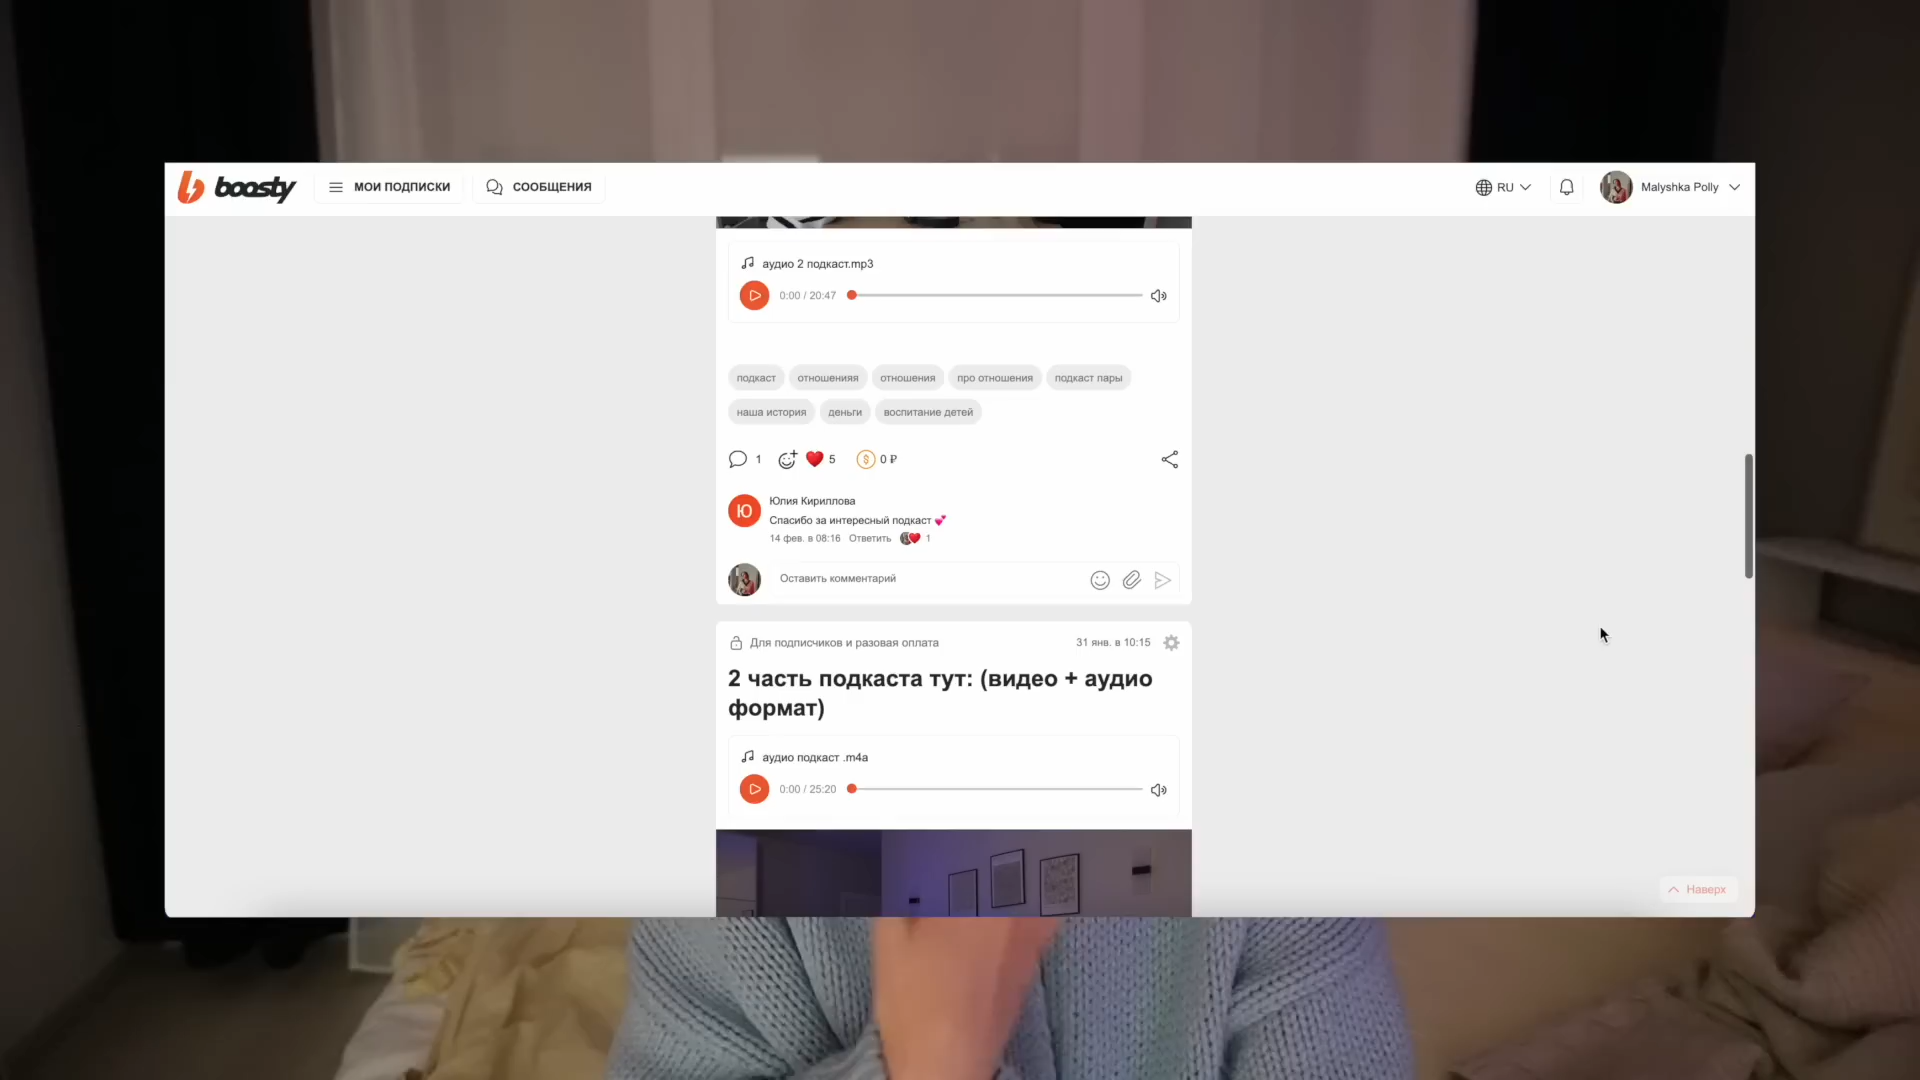 boosty
МОИ ПОДПИСКИ
СООБЩЕНИЯ
RU
Malyshka Polly
аудио 2 подкаст.mp3
0:00 / 20:47
подкаст
отношенияя
отношения
про отношения
подкаст пары
наша история
деньги
воспитание детей
1
5
$
0 ₽
Ю
Юлия Кириллова
Спасибо за интересный подкаст 💕
14 фев. в 08:16 Ответить 1
Оставить комментарий
Для подписчиков и разовая оплата
31 янв. в 10:15
2 часть подкаста тут: (видео + аудио
формат)
аудио подкаст .m4a
0:00 / 25:20
Наверх